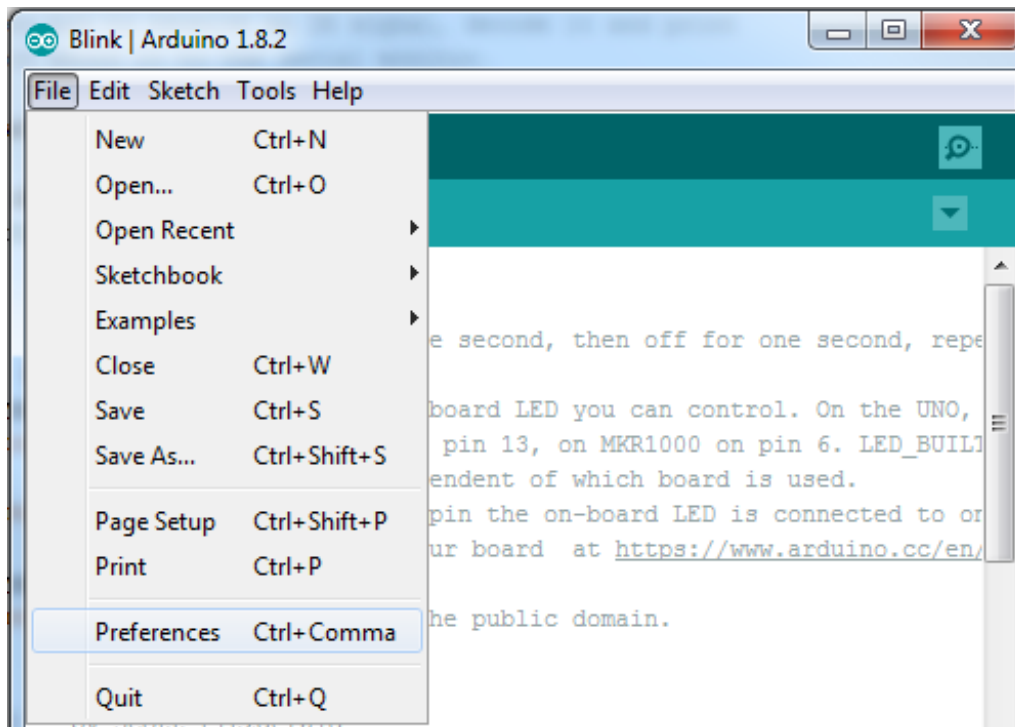 Blink | Arduino 1.8.2
File Edit Sketch Tools Help
New Ctrl+N
Open... Ctrl+O
Open Recent
Sketchbook
Examples
Close Ctrl+W
Save Ctrl+S
Save As... Ctrl+Shift+S
Page Setup Ctrl+Shift+P
Print Ctrl+P
Preferences Ctrl+Comma
Quit Ctrl+Q
e second, then off for one second, repe
board LED you can control. On the UNO,
pin 13, on MKR1000 on pin 6. LED_BUILT
endent of which board is used.
pin the on-board LED is connected to on
ur board at https://www.arduino.cc/en/
he public domain.